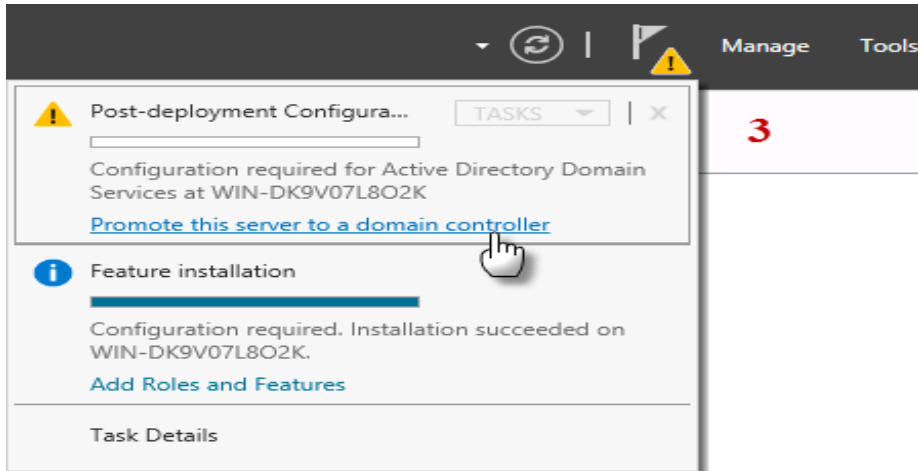 Manage Tools
Post-deployment Configura... TASKS
3
Configuration required for Active Directory Domain
Services at WIN-DK9V07L8O2K
Promote this server to a domain controller
Feature installation
Configuration required. Installation succeeded on
WIN-DK9V07L8O2K.
Add Roles and Features
Task Details